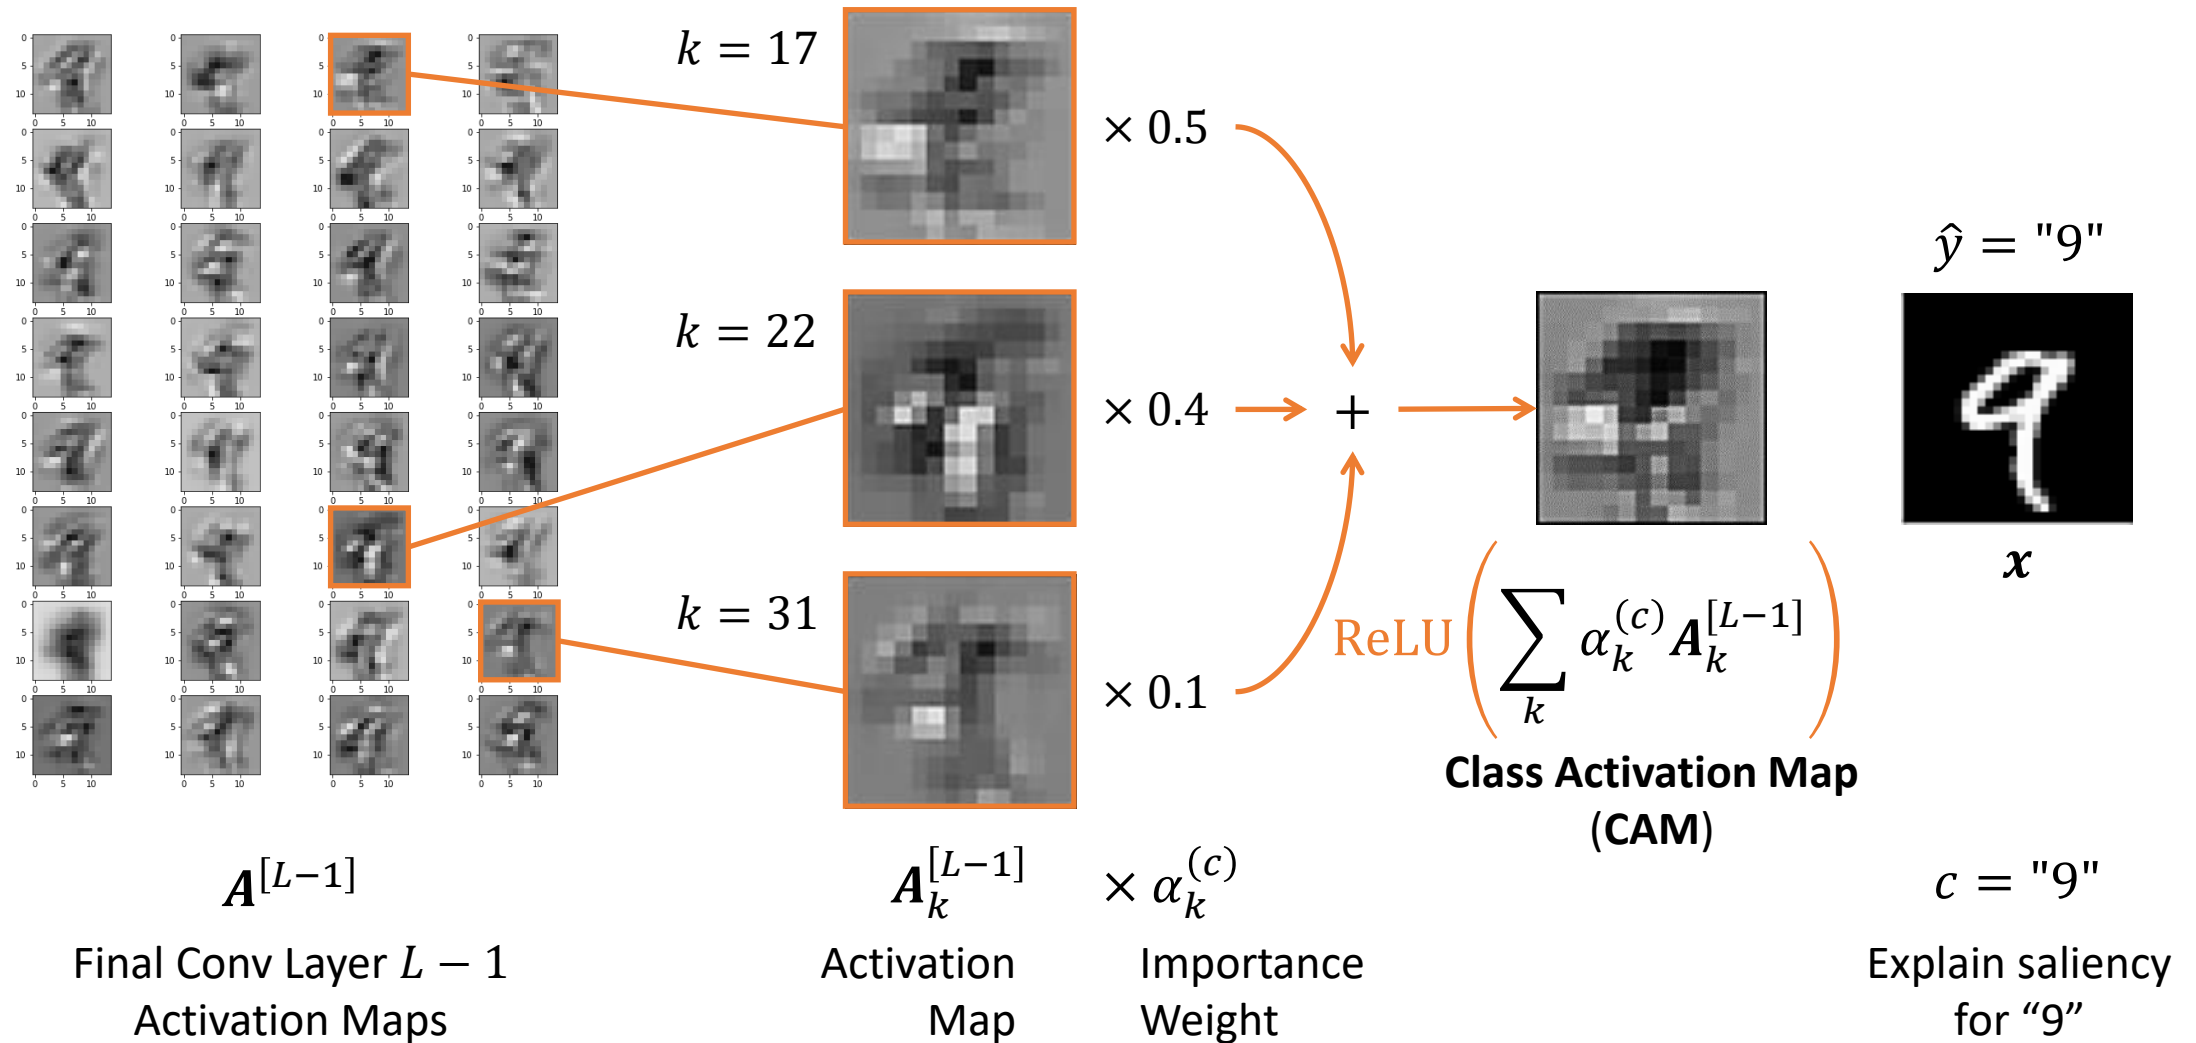 k = 17
× 0.5
k = 22
× 0.4
k = 31
× 0.1
+
ŷ = "9"
x
ReLU(∑_k α_k^{(c)} A_k^{[L−1]})
Class Activation Map
(CAM)
A^{[L−1]}
A_k^{[L−1]} × α_k^{(c)}
c = "9"
Final Conv Layer L − 1
Activation Maps
Activation
Map
Importance
Weight
Explain saliency
for “9”